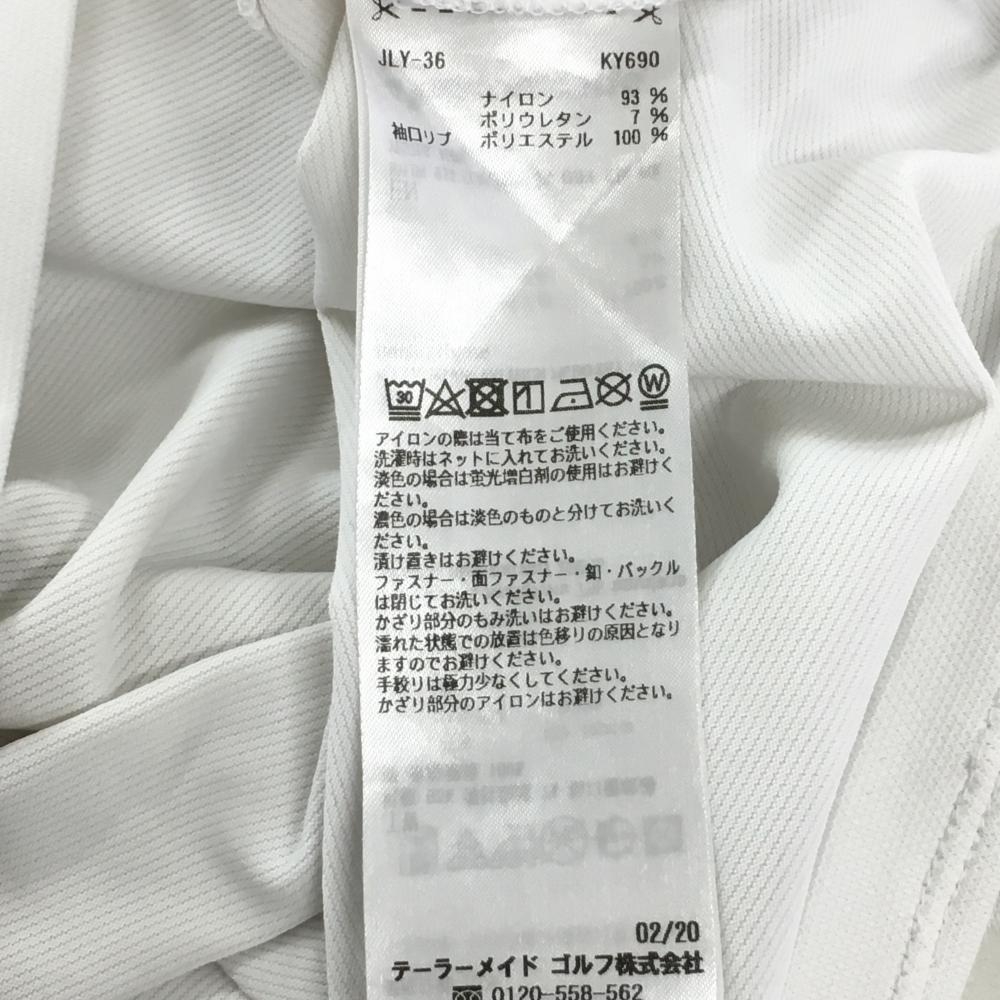 JLY-36 KY690
ナイロン 93 %
ポリウレタン 7 %
袖口リブ ポリエステル 100 %
30
W
アイロンの際は当て布をご使用ください。
洗濯時はネットに入れてお洗いください。
淡色の場合は蛍光増白剤の使用はお避けく
ださい。
濃色の場合は淡色のものと分けてお洗いく
ださい。
漬け置きはお避けください。
ファスナー・面ファスナー・釦・バックル
は閉じてお洗いください。
かざり部分のもみ洗いはお避けください。
濡れた状態での放置は色移りの原因となり
ますのでお避けください。
手絞りは極力少なくしてください。
かざり部分のアイロンはお避けください。
02/20
テーラーメイド ゴルフ株式会社
0120-558-562